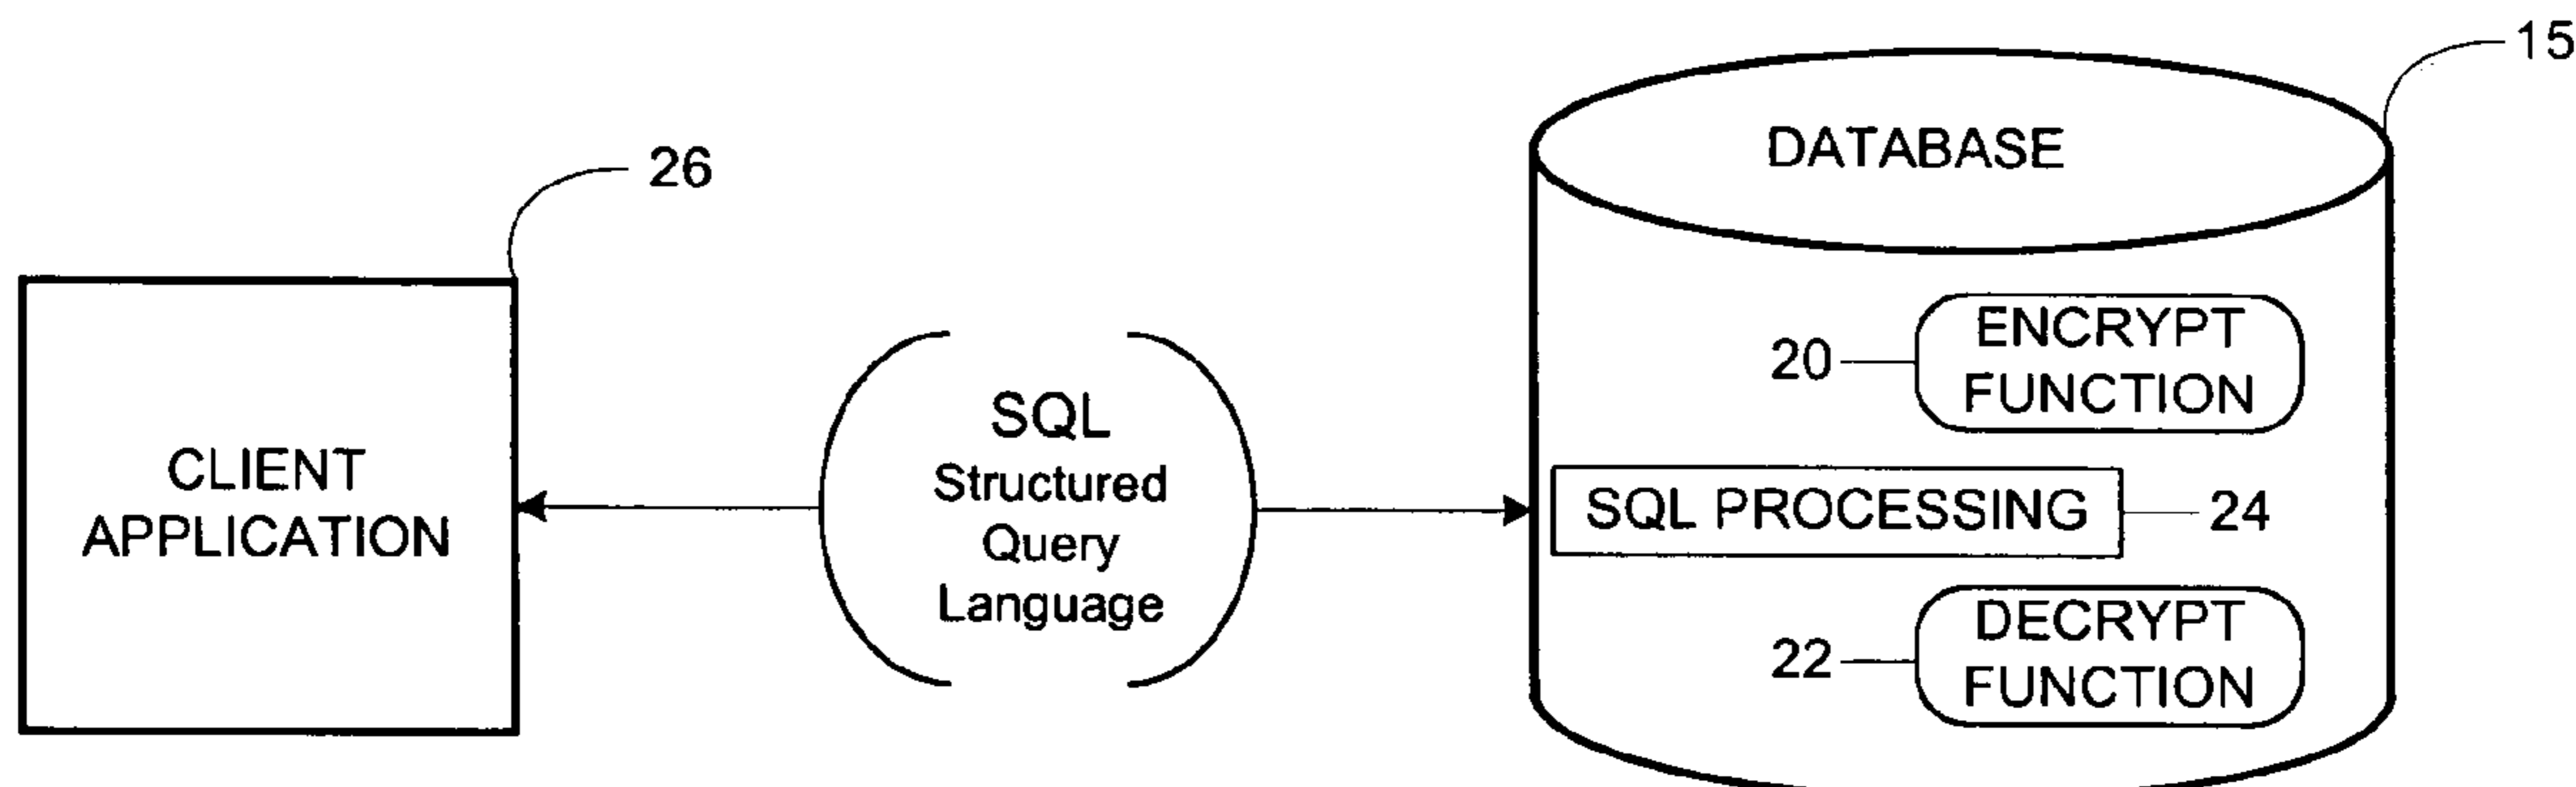 15
DATABASE
26
ENCRYPT
FUNCTION
20
SQL
Structured
Query
Language
CLIENT
APPLICATION
SQL PROCESSING
24
DECRYPT
FUNCTION
22